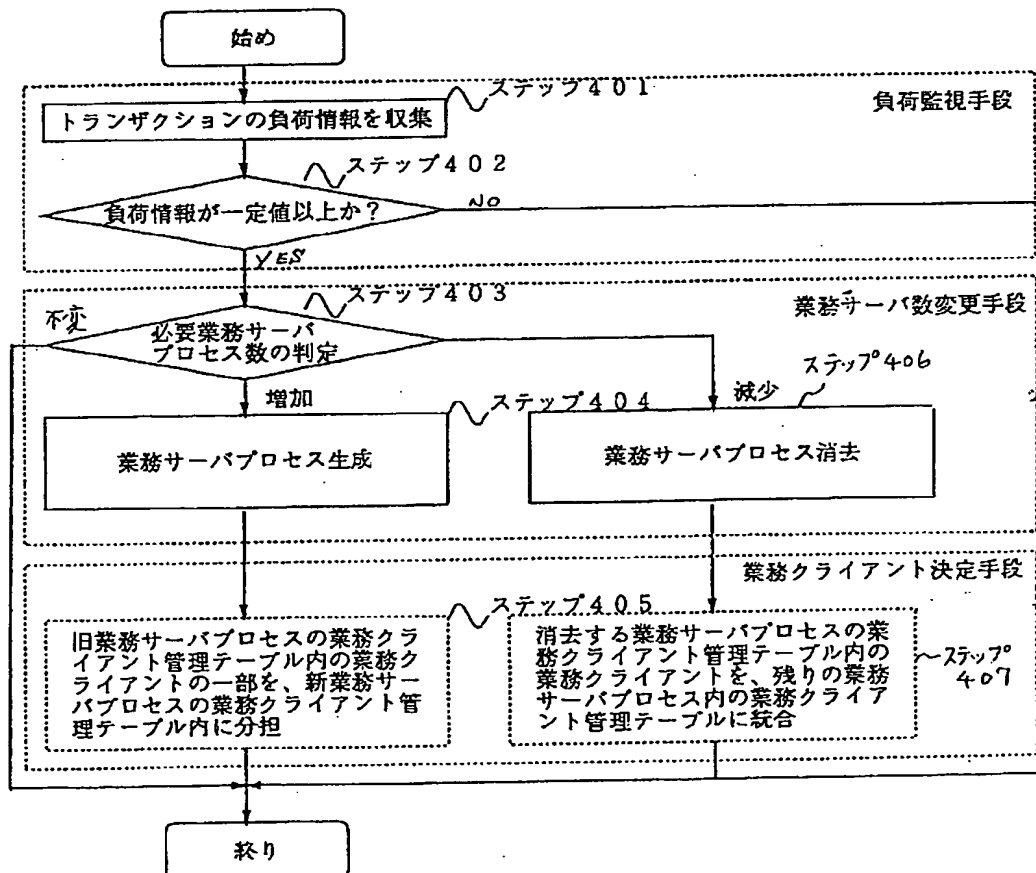 始め
ステップ401
負荷監視手段
トランザクションの負荷情報を収集
ステップ402
負荷情報が一定値以上か?
NO
YES
ステップ403
業務サーバ数変更手段
不変
必要業務サーバ
プロセス数の判定
ステップ406
増加
減少
ステップ404
業務サーバプロセス生成
業務サーバプロセス消去
業務クライアント決定手段
ステップ405
旧業務サーバプロセスの業務クラ
イアント管理テーブル内の業務ク
ライアントの一部を、新業務サー
バプロセスの業務クライアント管
理テーブル内に分担
消去する業務サーバプロセスの業
務クライアント管理テーブル内の
業務クライアントを、残りの業務
サーバプロセス内の業務クライア
ント管理テーブルに統合
ステップ
407
終り